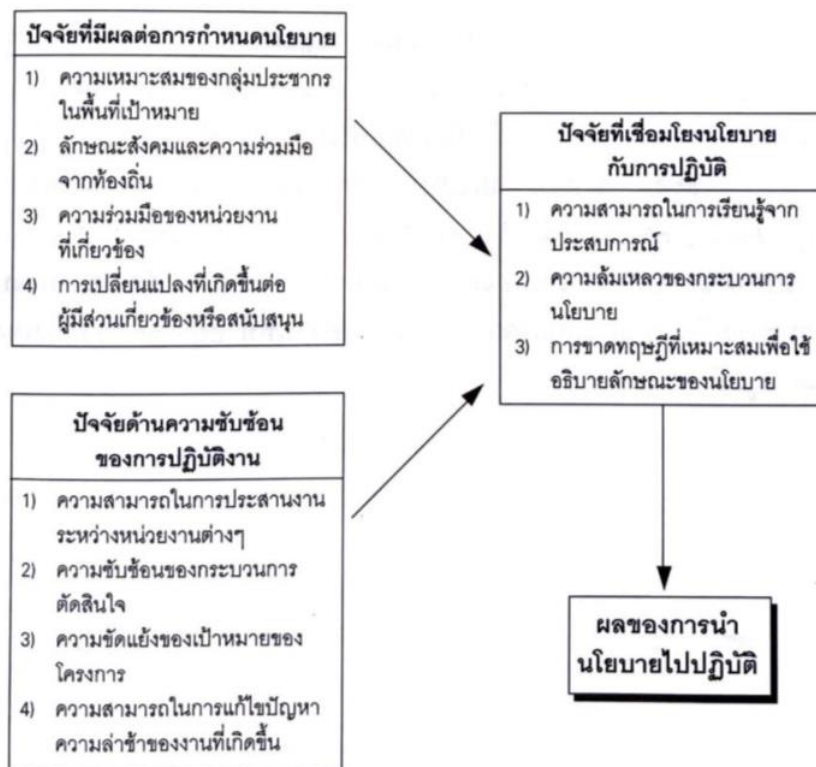 ปัจจัยที่มีผลต่อการกำหนดนโยบาย
1) ความเหมาะสมของกลุ่มประชากร
ในพื้นที่เป้าหมาย
2) ลักษณะสังคมและความร่วมมือ
จากท้องถิ่น
3) ความร่วมมือของหน่วยงาน
ที่เกี่ยวข้อง
4) การเปลี่ยนแปลงที่เกิดขึ้นต่อ
ผู้มีส่วนเกี่ยวข้องหรือสนับสนุน
ปัจจัยด้านความซับซ้อน
ของการปฏิบัติงาน
1) ความสามารถในการประสานงาน
ระหว่างหน่วยงานต่างๆ
2) ความซับซ้อนของกระบวนการ
ตัดสินใจ
3) ความขัดแย้งของเป้าหมายของ
โครงการ
4) ความสามารถในการแก้ไขปัญหา
ความล่าช้าของงานที่เกิดขึ้น
ปัจจัยที่เชื่อมโยงนโยบาย
กับการปฏิบัติ
1) ความสามารถในการเรียนรู้จาก
ประสบการณ์
2) ความล้มเหลวของกระบวนการ
นโยบาย
3) การขาดทฤษฎีที่เหมาะสมเพื่อใช้
อธิบายลักษณะของนโยบาย
ผลของการนำ
นโยบายไปปฏิบัติ